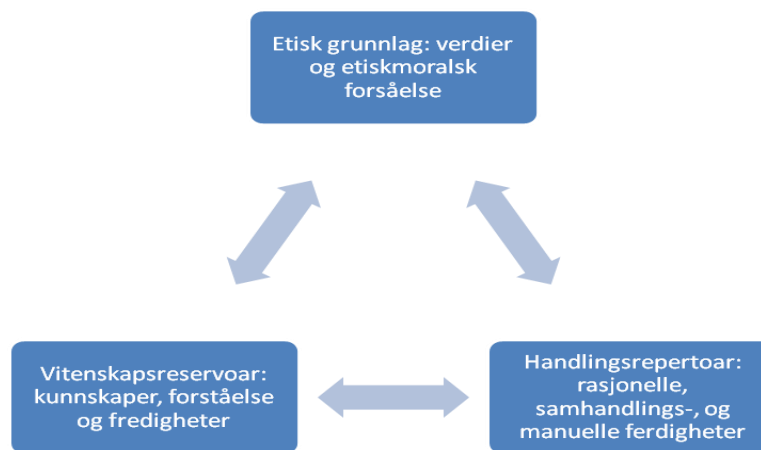 Etisk grunnlag: verdier
og etiskmoralsk
forsåelse
Vitenskapsreservoar:
kunnskaper, forståelse
og fredigheter
Handlingsrepertoar:
rasjonelle,
samhandlings-, og
manuelle ferdigheter